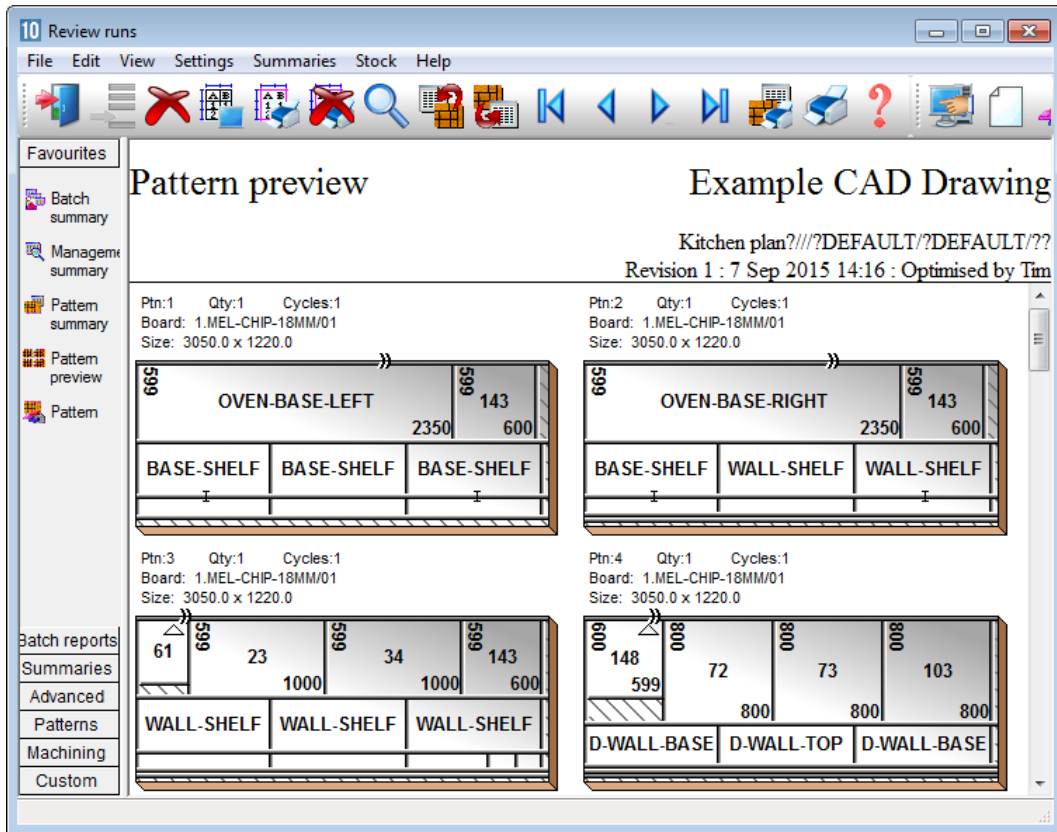 10 Review runs
File Edit View Settings Summaries Stock Help
Favourites
Batch
summary
Manageme
summary
Pattern
summary
Pattern
preview
Pattern
Batch reports
Summaries
Advanced
Patterns
Machining
Custom
Pattern preview
Example CAD Drawing
Kitchen plan?///?DEFAULT/?DEFAULT/??
Revision 1 : 7 Sep 2015 14:16 : Optimised by Tim
Ptn:1 Qty:1 Cycles:1
Board: 1.MEL-CHIP-18MM/01
Size: 3050.0 x 1220.0
599 OVEN-BASE-LEFT 2350 599 143 600
BASE-SHELF BASE-SHELF BASE-SHELF
Ptn:2 Qty:1 Cycles:1
Board: 1.MEL-CHIP-18MM/01
Size: 3050.0 x 1220.0
599 OVEN-BASE-RIGHT 2350 599 143 600
BASE-SHELF WALL-SHELF WALL-SHELF
Ptn:3 Qty:1 Cycles:1
Board: 1.MEL-CHIP-18MM/01
Size: 3050.0 x 1220.0
61 599 23 1000 599 34 1000 599 143 600
WALL-SHELF WALL-SHELF WALL-SHELF
Ptn:4 Qty:1 Cycles:1
Board: 1.MEL-CHIP-18MM/01
Size: 3050.0 x 1220.0
600 148 599 800 72 800 800 73 800 800 103 800
D-WALL-BASE D-WALL-TOP D-WALL-BASE